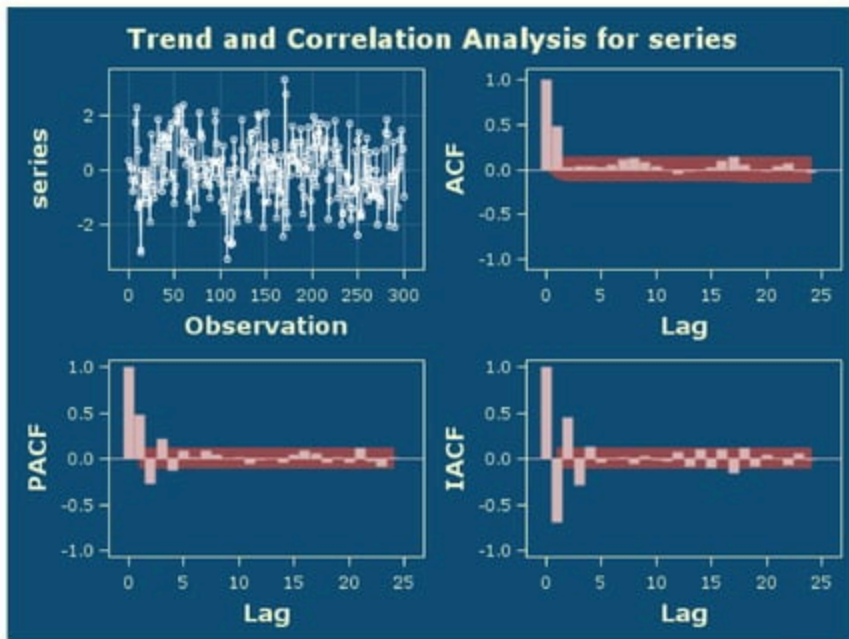 Trend and Correlation Analysis for series
series
2
0
-2
0 50 100 150 200 250 300
Observation
ACF
1.0
0.5
0.0
-0.5
-1.0
0 5 10 15 20 25
Lag
PACF
1.0
0.5
0.0
-0.5
-1.0
0 5 10 15 20 25
Lag
IACF
1.0
0.5
0.0
-0.5
-1.0
0 5 10 15 20 25
Lag